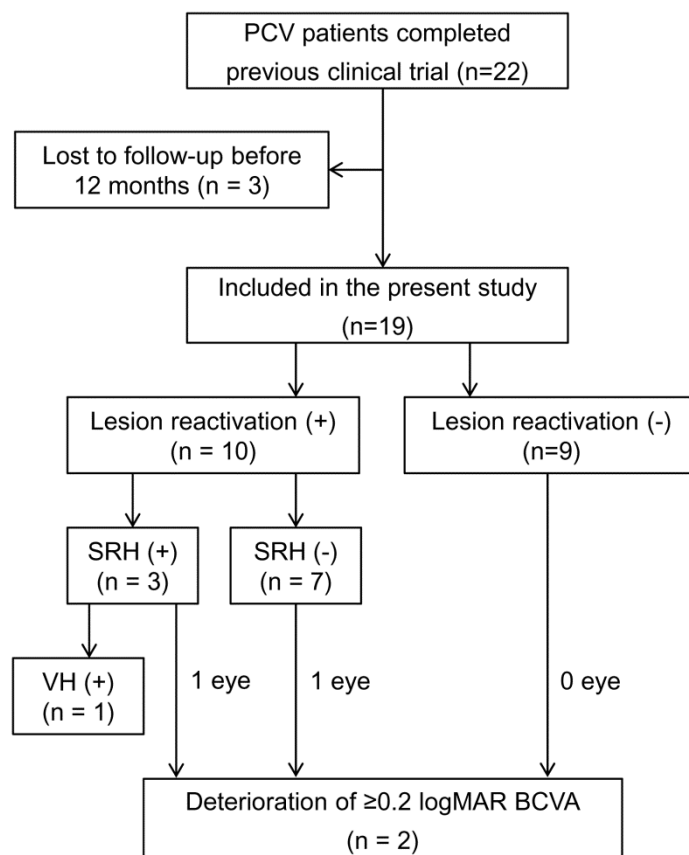 PCV patients completed
previous clinical trial (n=22)
Lost to follow-up before
12 months (n = 3)
Included in the present study
(n=19)
Lesion reactivation (+)
(n = 10)
Lesion reactivation (-)
(n=9)
SRH (+)
(n = 3)
SRH (-)
(n = 7)
VH (+)
(n = 1)
1 eye
1 eye
0 eye
Deterioration of ≥0.2 logMAR BCVA
(n = 2)